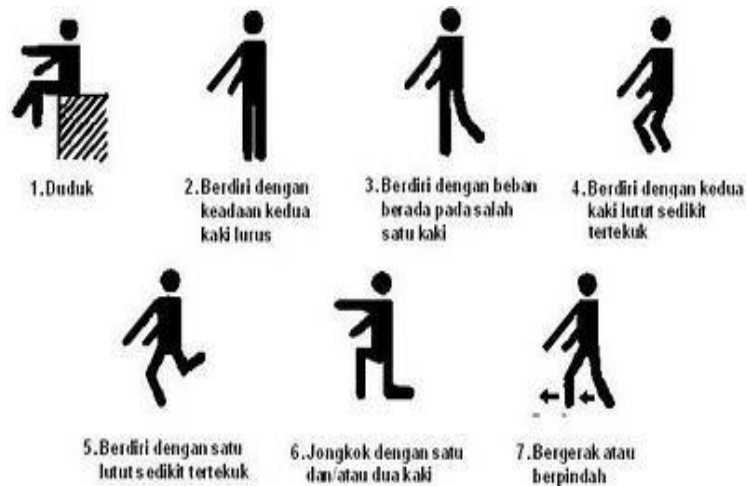 1.Duduk
2.Berdiri dengan
keadaan kedua
kaki lurus
3.Berdiri dengan beban
berada pada salah
satu kaki
4.Berdiri dengan kedua
kaki lutut sedikit
tertekuk
5.Berdiri dengan satu
lutut sedikit tertekuk
6.Jongkok dengan satu
dan/atau dua kaki
7.Bergerak atau
berpindah